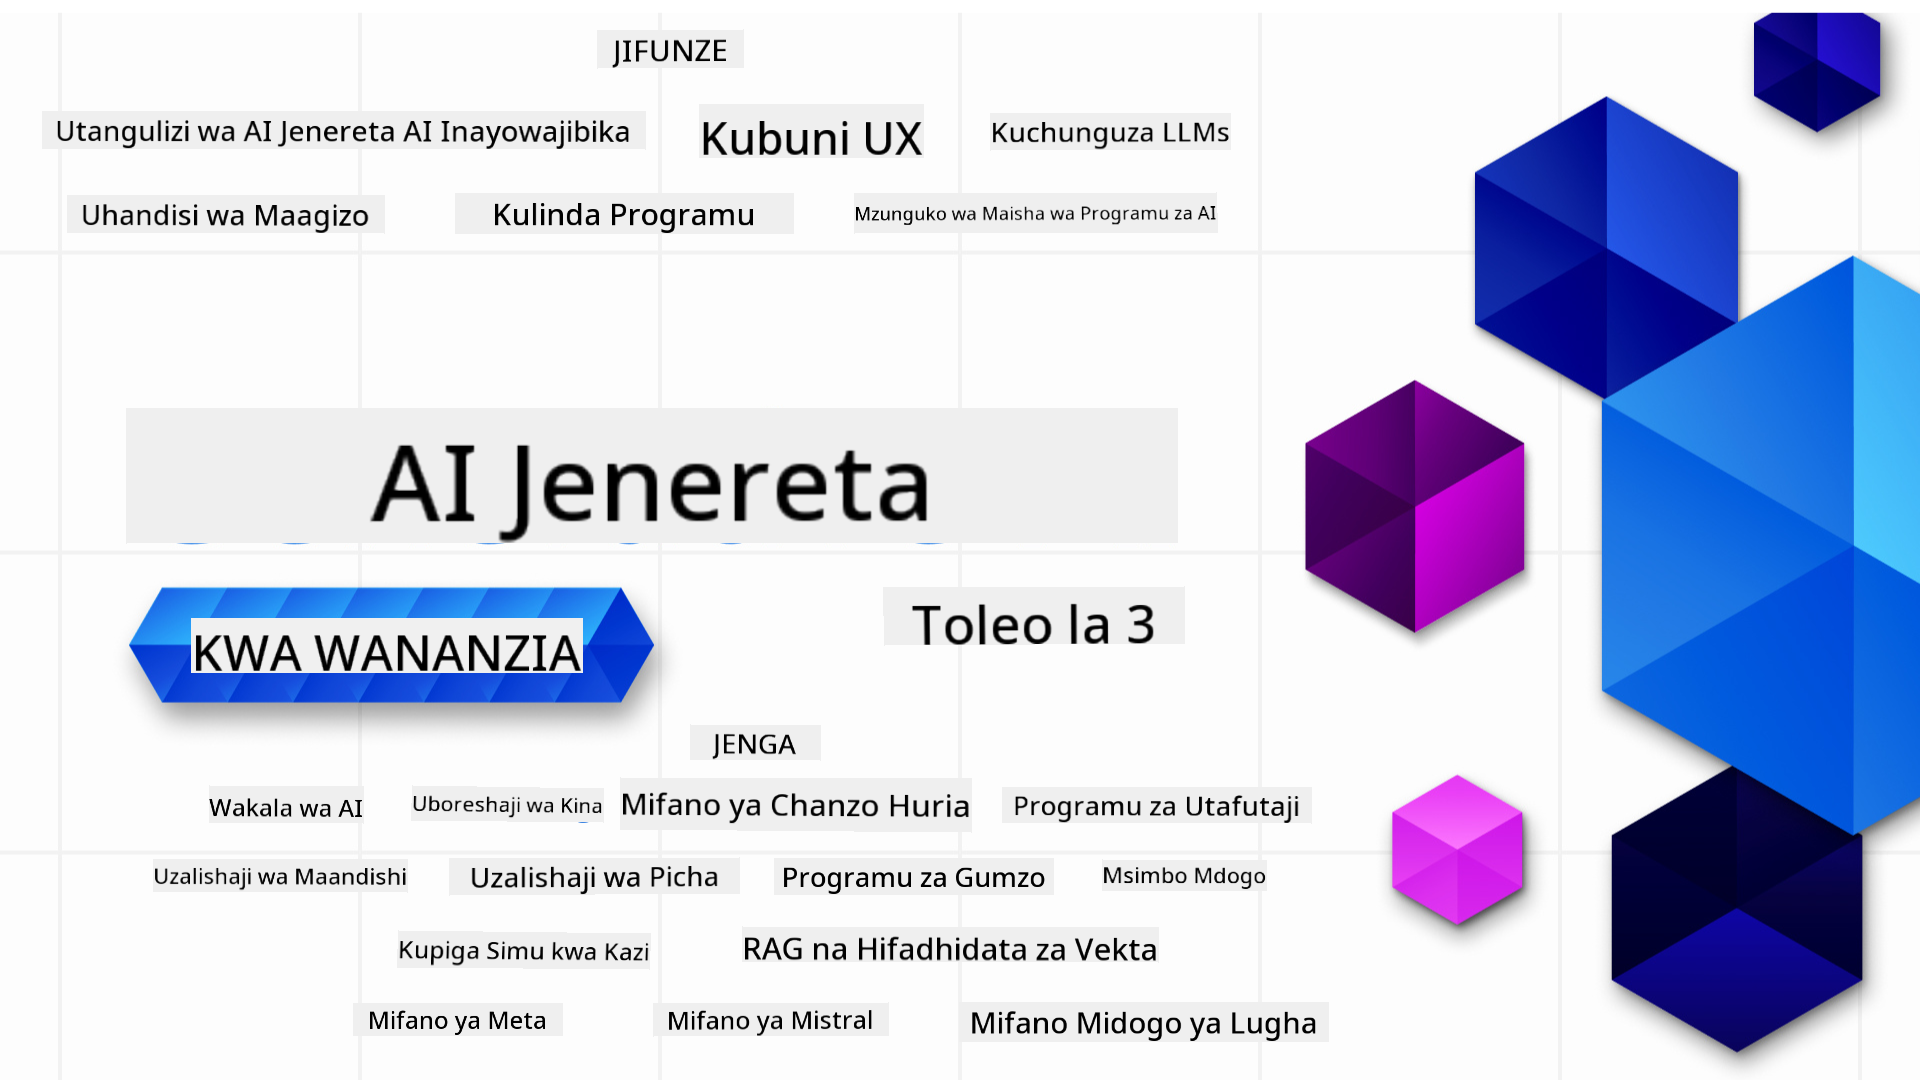 JIFUNZE
Utangulizi wa AI Jenereta AI Inayowajibika
Kubuni UX
Kuchunguza LLMs
Uhandisi wa Maagizo
Kulinda Programu
Mzunguko wa Maisha wa Programu za AI
AI Jenereta
KWA WANANZIA
Toleo la 3
JENGA
Wakala wa AI
Uboreshaji wa Kina
Mifano ya Chanzo Huria
Programu za Utafutaji
Uzalishaji wa Maandishi
Uzalishaji wa Picha
Programu za Gumzo
Msimbo Mdogo
Kupiga Simu kwa Kazi
RAG na Hifadhidata za Vekta
Mifano ya Meta
Mifano ya Mistral
Mifano Midogo ya Lugha